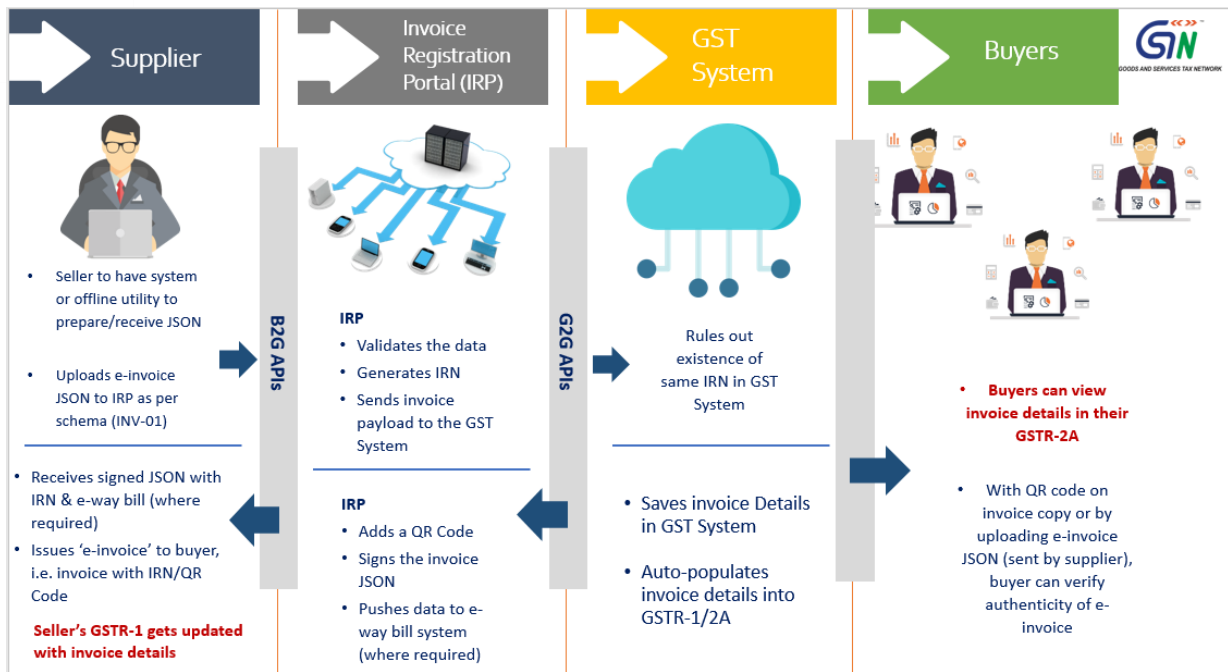 Supplier
Invoice
Registration
Portal (IRP)
GST
System
Buyers
GSTN
GOODS AND SERVICES TAX NETWORK
• Seller to have system
or offline utility to
prepare/receive JSON
• Uploads e-invoice
JSON to IRP as per
schema (INV-01)
• Receives signed JSON with
IRN & e-way bill (where
required)
• Issues ‘e-invoice’ to buyer,
i.e. invoice with IRN/QR
Code
Seller’s GSTR-1 gets updated
with invoice details
B2G APIs
IRP
• Validates the data
• Generates IRN
• Sends invoice
payload to the GST
System
IRP
• Adds a QR Code
• Signs the invoice
JSON
• Pushes data to e-
way bill system
(where required)
G2G APIs
Rules out
existence of
same IRN in GST
System
• Saves invoice Details
in GST System
• Auto-populates
invoice details into
GSTR-1/2A
• Buyers can view
invoice details in their
GSTR-2A
• With QR code on
invoice copy or by
uploading e-invoice
JSON (sent by supplier),
buyer can verify
authenticity of e-
invoice